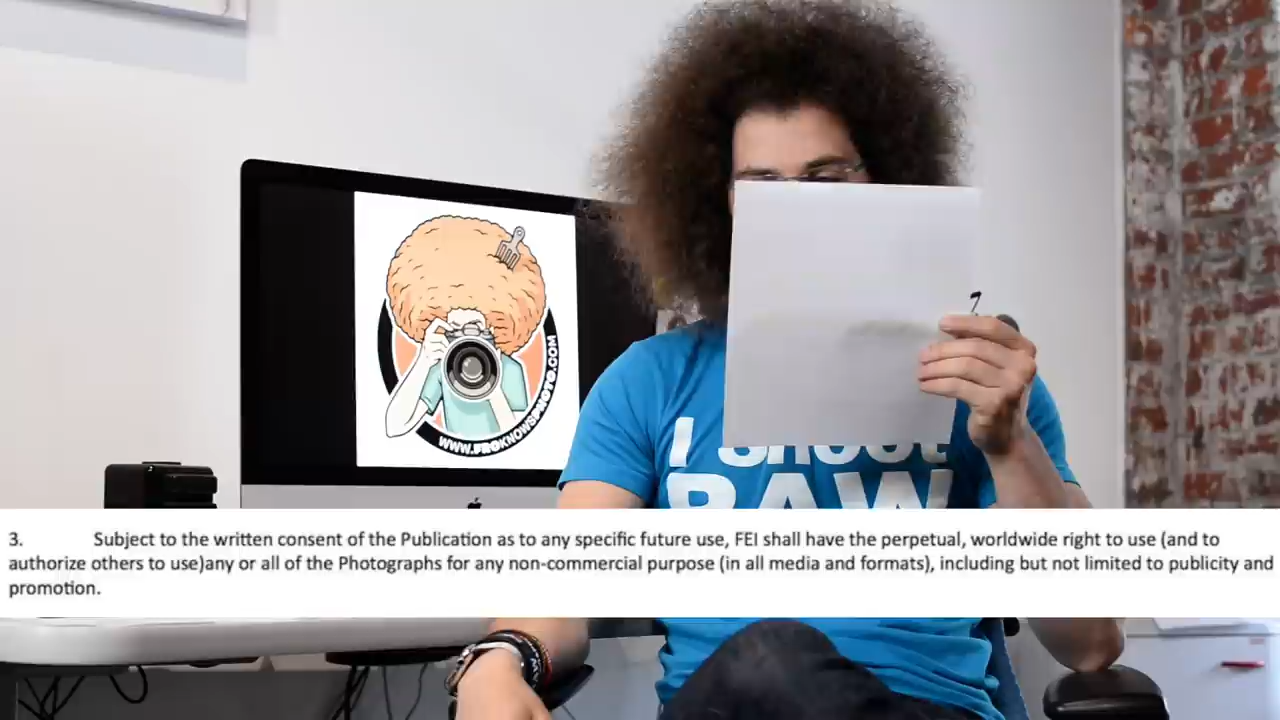 WWW.FROKNOWSPHOTO.COM
I SHOOT
RAW
3. Subject to the written consent of the Publication as to any specific future use, FEI shall have the perpetual, worldwide right to use (and to
authorize others to use)any or all of the Photographs for any non-commercial purpose (in all media and formats), including but not limited to publicity and
promotion.